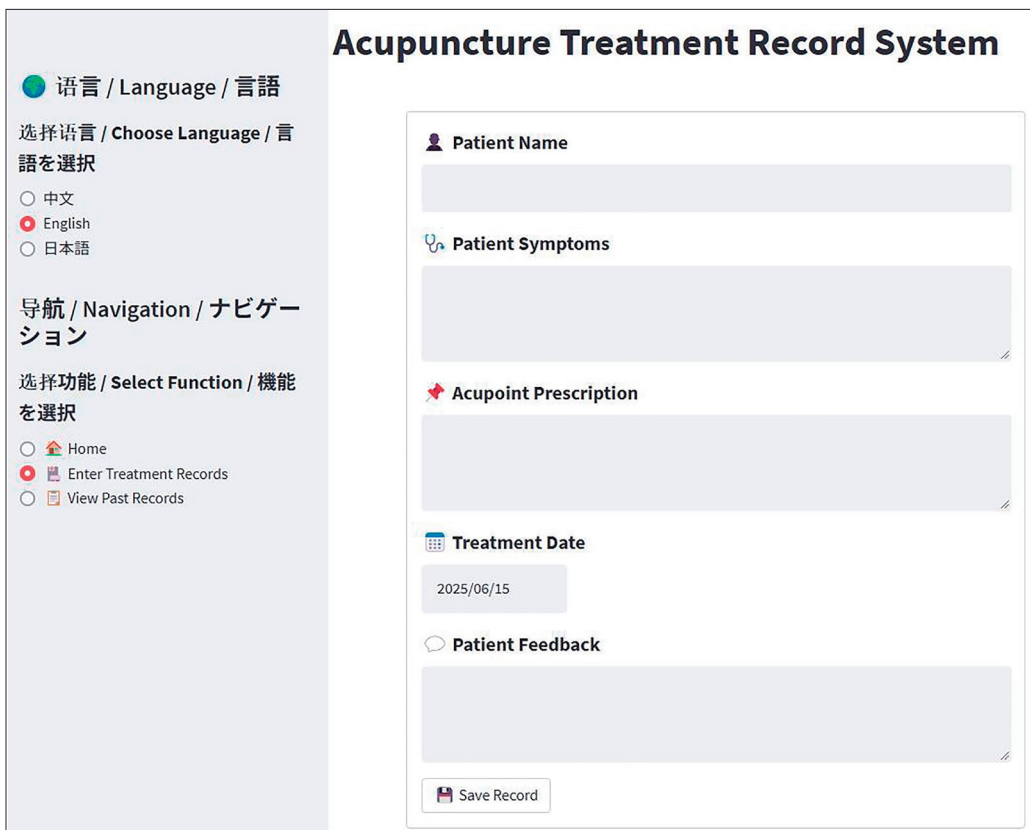 Acupuncture Treatment Record System
语言 / Language / 言語
选择语言 / Choose Language / 言
語を選択
中文
English
日本語
导航 / Navigation / ナビゲー
ション
选择功能 / Select Function / 機能
を選択
Home
Enter Treatment Records
View Past Records
Patient Name
Patient Symptoms
Acupoint Prescription
Treatment Date
2025/06/15
Patient Feedback
Save Record